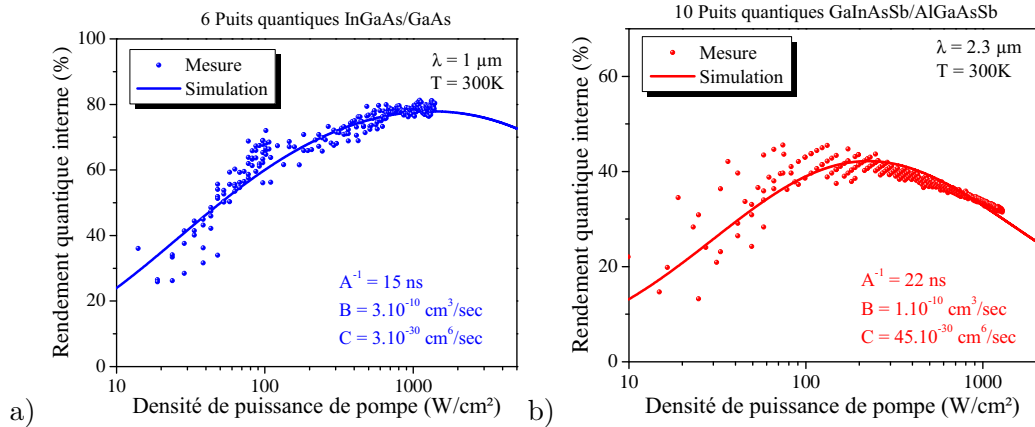 6 Puits quantiques InGaAs/GaAs
Rendement quantique interne (%)
100
80
60
40
20
0
Mesure
Simulation
λ = 1 µm
T = 300K
A⁻¹ = 15 ns
B = 3.10⁻¹⁰ cm³/sec
C = 3.10⁻³⁰ cm⁶/sec
10
100
1000
Densité de puissance de pompe (W/cm²)
a)
10 Puits quantiques GaInAsSb/AlGaAsSb
Rendement quantique interne (%)
60
40
20
0
Mesure
Simulation
λ = 2.3 µm
T = 300K
A⁻¹ = 22 ns
B = 1.10⁻¹⁰ cm³/sec
C = 45.10⁻³⁰ cm⁶/sec
10
100
1000
Densité de puissance de pompe (W/cm²)
b)